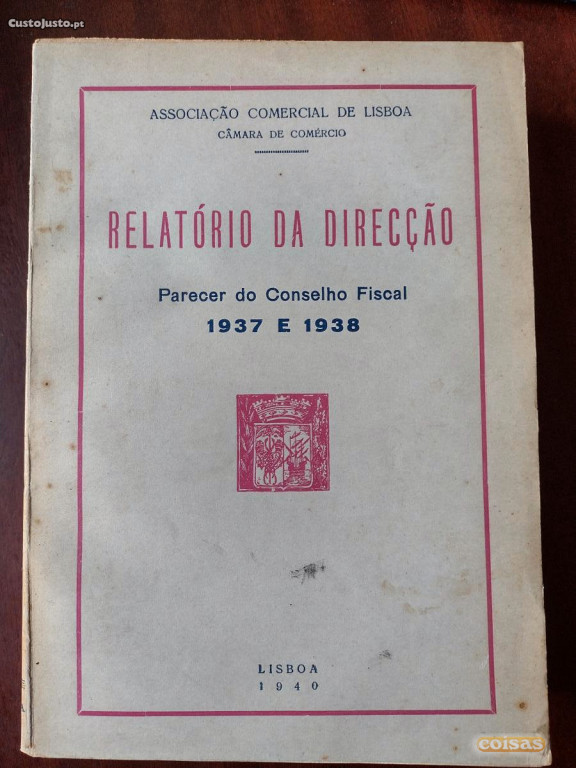 CustoJusto.pt
ASSOCIAÇÃO COMERCIAL DE LISBOA
CÂMARA DE COMÉRCIO
RELATÓRIO DA DIRECÇÃO
Parecer do Conselho Fiscal
1937 E 1938
LISBOA
1940
coisas